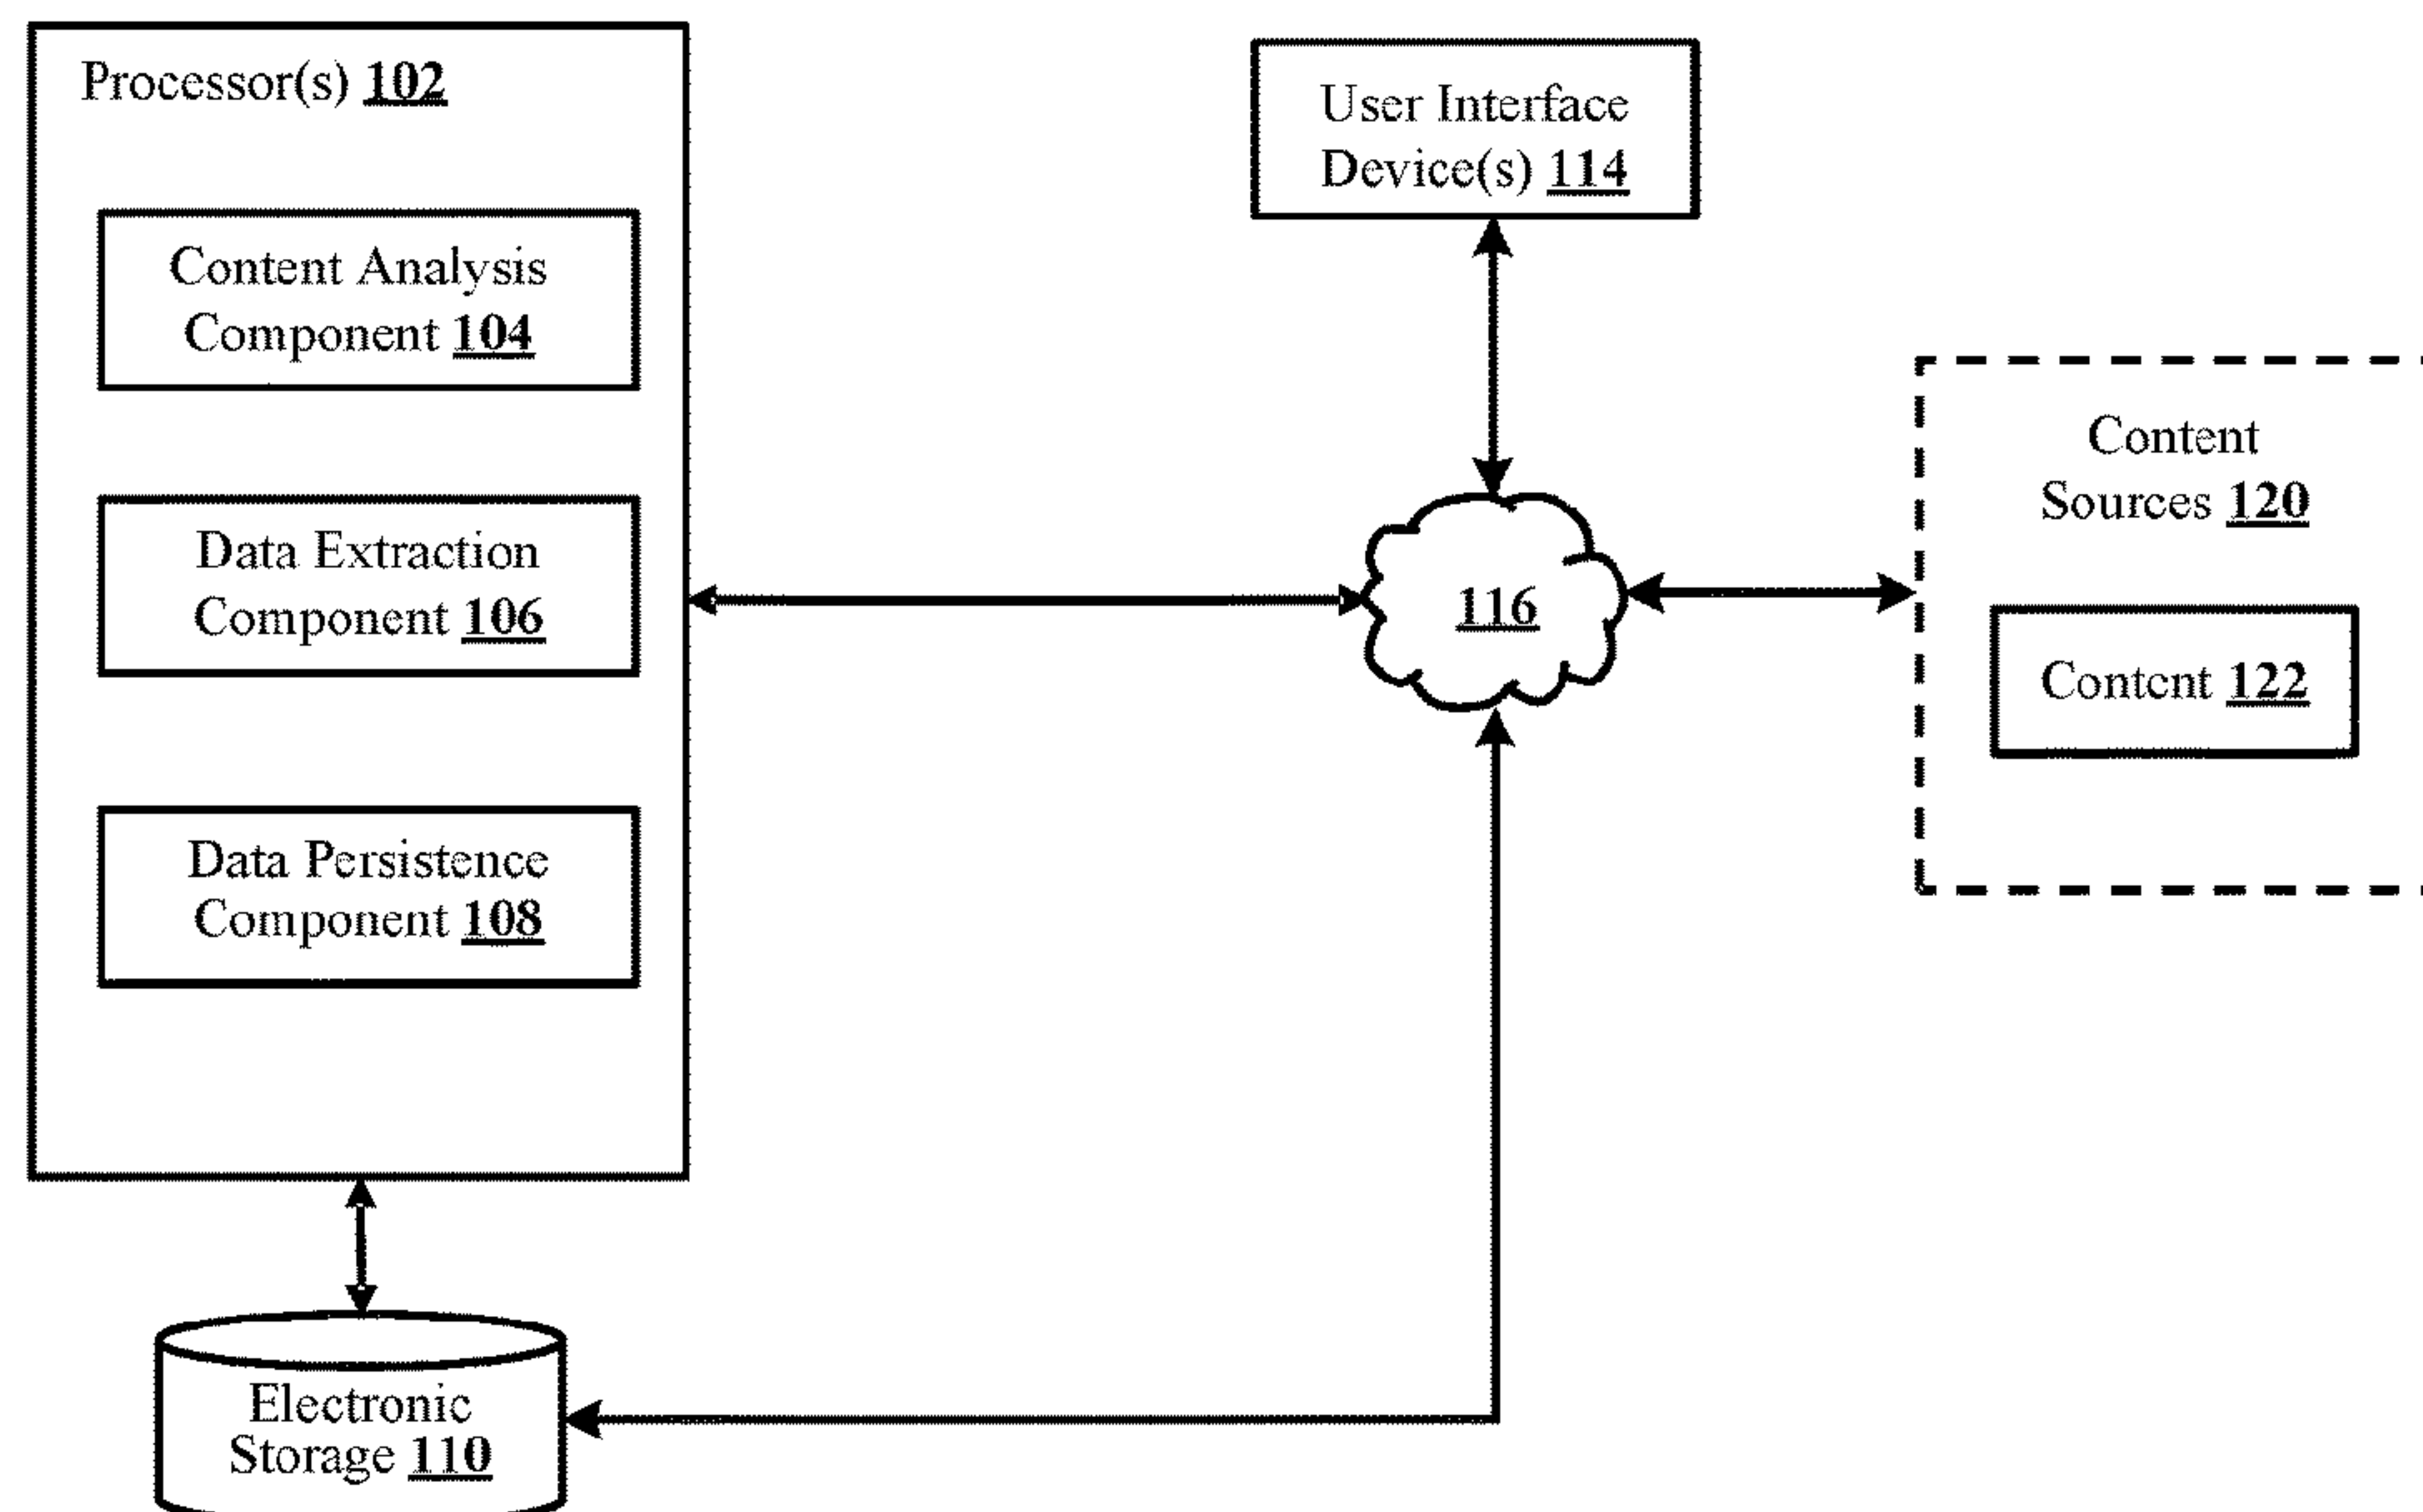 Processor(s) 102
Content Analysis
Component 104
Data Extraction
Component 106
Data Persistence
Component 108
Electronic
Storage 110
User Interface
Device(s) 114
116
Content
Sources 120
Content 122